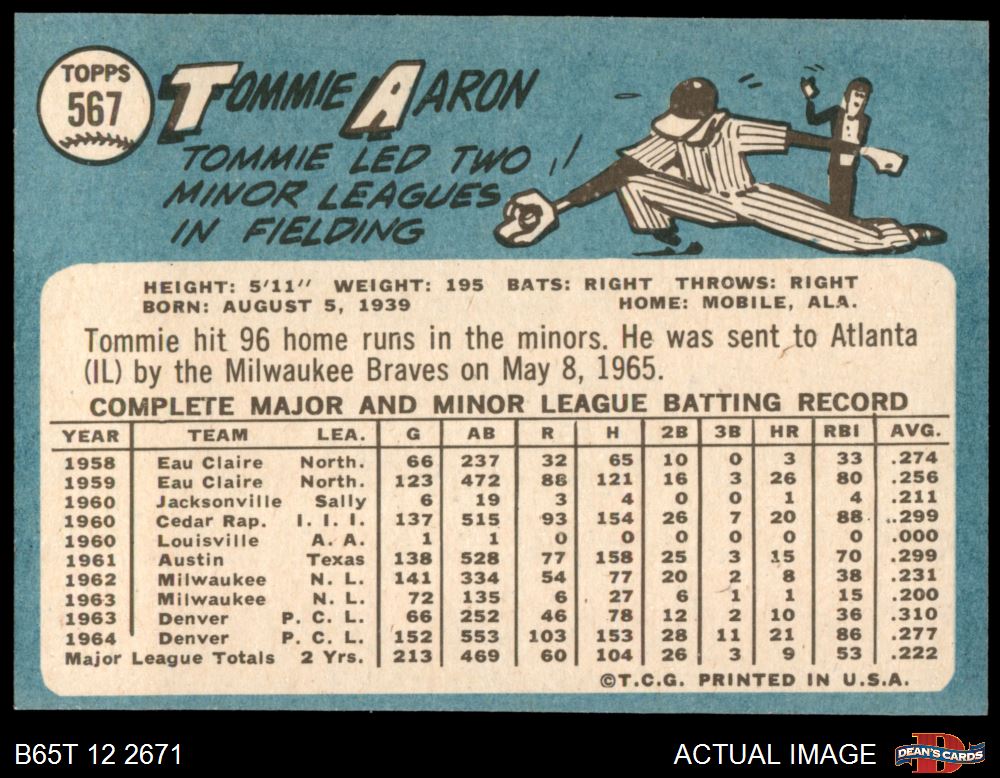 TOPPS
567
TOMMIE AARON
TOMMIE LED TWO
MINOR LEAGUES
IN FIELDING
HEIGHT: 5'11" WEIGHT: 195 BATS: RIGHT THROWS: RIGHT
BORN: AUGUST 5, 1939 HOME: MOBILE, ALA.
Tommie hit 96 home runs in the minors. He was sent to Atlanta
(IL) by the Milwaukee Braves on May 8, 1965.
COMPLETE MAJOR AND MINOR LEAGUE BATTING RECORD
YEAR TEAM LEA. G AB R H 2B 3B HR RBI AVG.
1958 Eau Claire North. 66 237 32 65 10 0 3 33 .274
1959 Eau Claire North. 123 472 88 121 16 3 26 80 .256
1960 Jacksonville Sally 6 19 3 4 0 0 1 4 .211
1960 Cedar Rap. I. I. I. 137 515 93 154 26 7 20 88 .299
1960 Louisville A. A. 1 1 0 0 0 0 0 0 .000
1961 Austin Texas 138 528 77 158 25 3 15 70 .299
1962 Milwaukee N. L. 141 334 54 77 20 2 8 38 .231
1963 Milwaukee N. L. 72 135 6 27 6 1 1 15 .200
1963 Denver P. C. L. 66 252 46 78 12 2 10 36 .310
1964 Denver P. C. L. 152 553 103 153 28 11 21 86 .277
Major League Totals 2 Yrs. 213 469 60 104 26 3 9 53 .222
©T.C.G. PRINTED IN U.S.A.
B65T 12 2671 ACTUAL IMAGE
D
DEAN'S CARDS